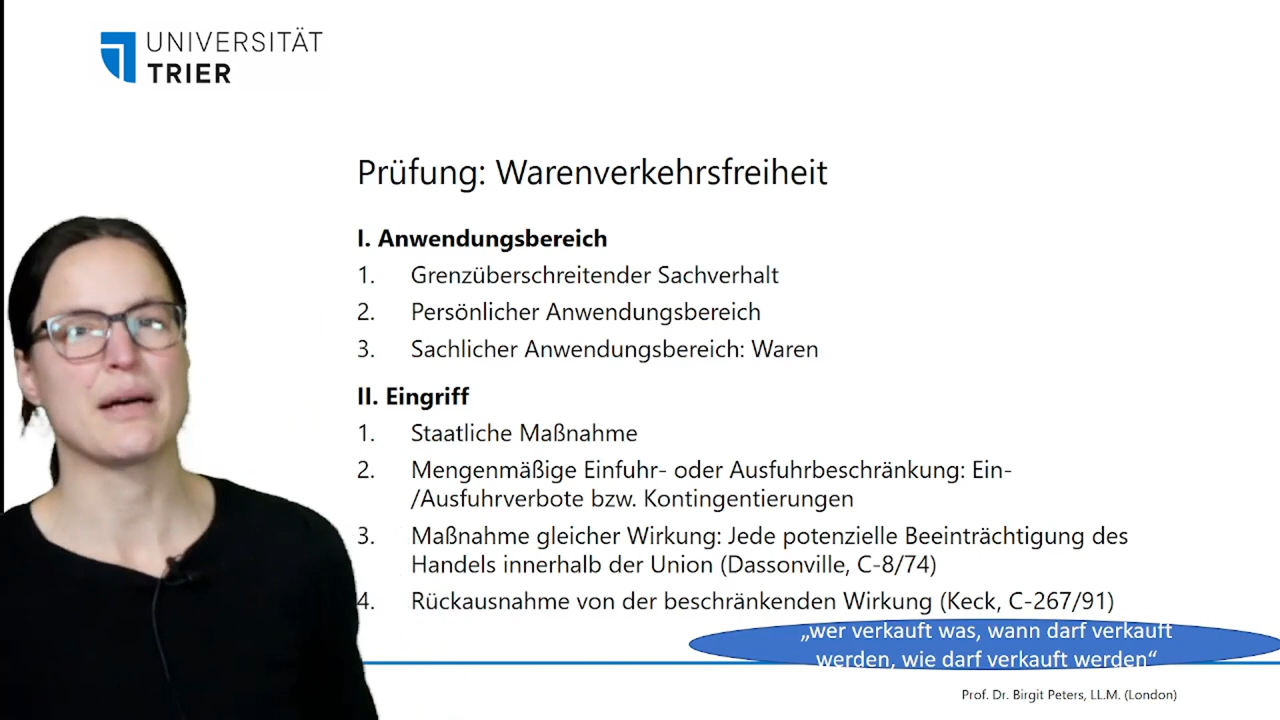 UNIVERSITÄT
TRIER
Prüfung: Warenverkehrsfreiheit
I. Anwendungsbereich
1. Grenzüberschreitender Sachverhalt
2. Persönlicher Anwendungsbereich
3. Sachlicher Anwendungsbereich: Waren
II. Eingriff
1. Staatliche Maßnahme
2. Mengenmäßige Einfuhr- oder Ausfuhrbeschränkung: Ein-
/Ausfuhrverbote bzw. Kontingentierungen
3. Maßnahme gleicher Wirkung: Jede potenzielle Beeinträchtigung des
Handels innerhalb der Union (Dassonville, C-8/74)
4. Rückausnahme von der beschränkenden Wirkung (Keck, C-267/91)
„wer verkauft was, wann darf verkauft
werden, wie darf verkauft werden“
Prof. Dr. Birgit Peters, LL.M. (London)